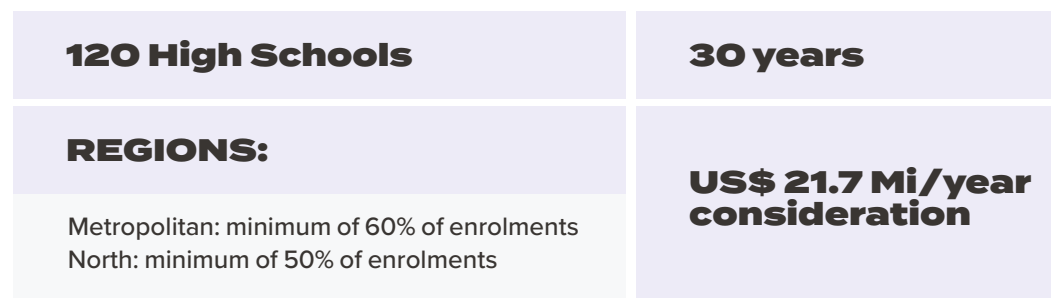 120 High Schools
30 years
REGIONS:
Metropolitan: minimum of 60% of enrolments
North: minimum of 50% of enrolments
US$ 21.7 Mi/year
consideration